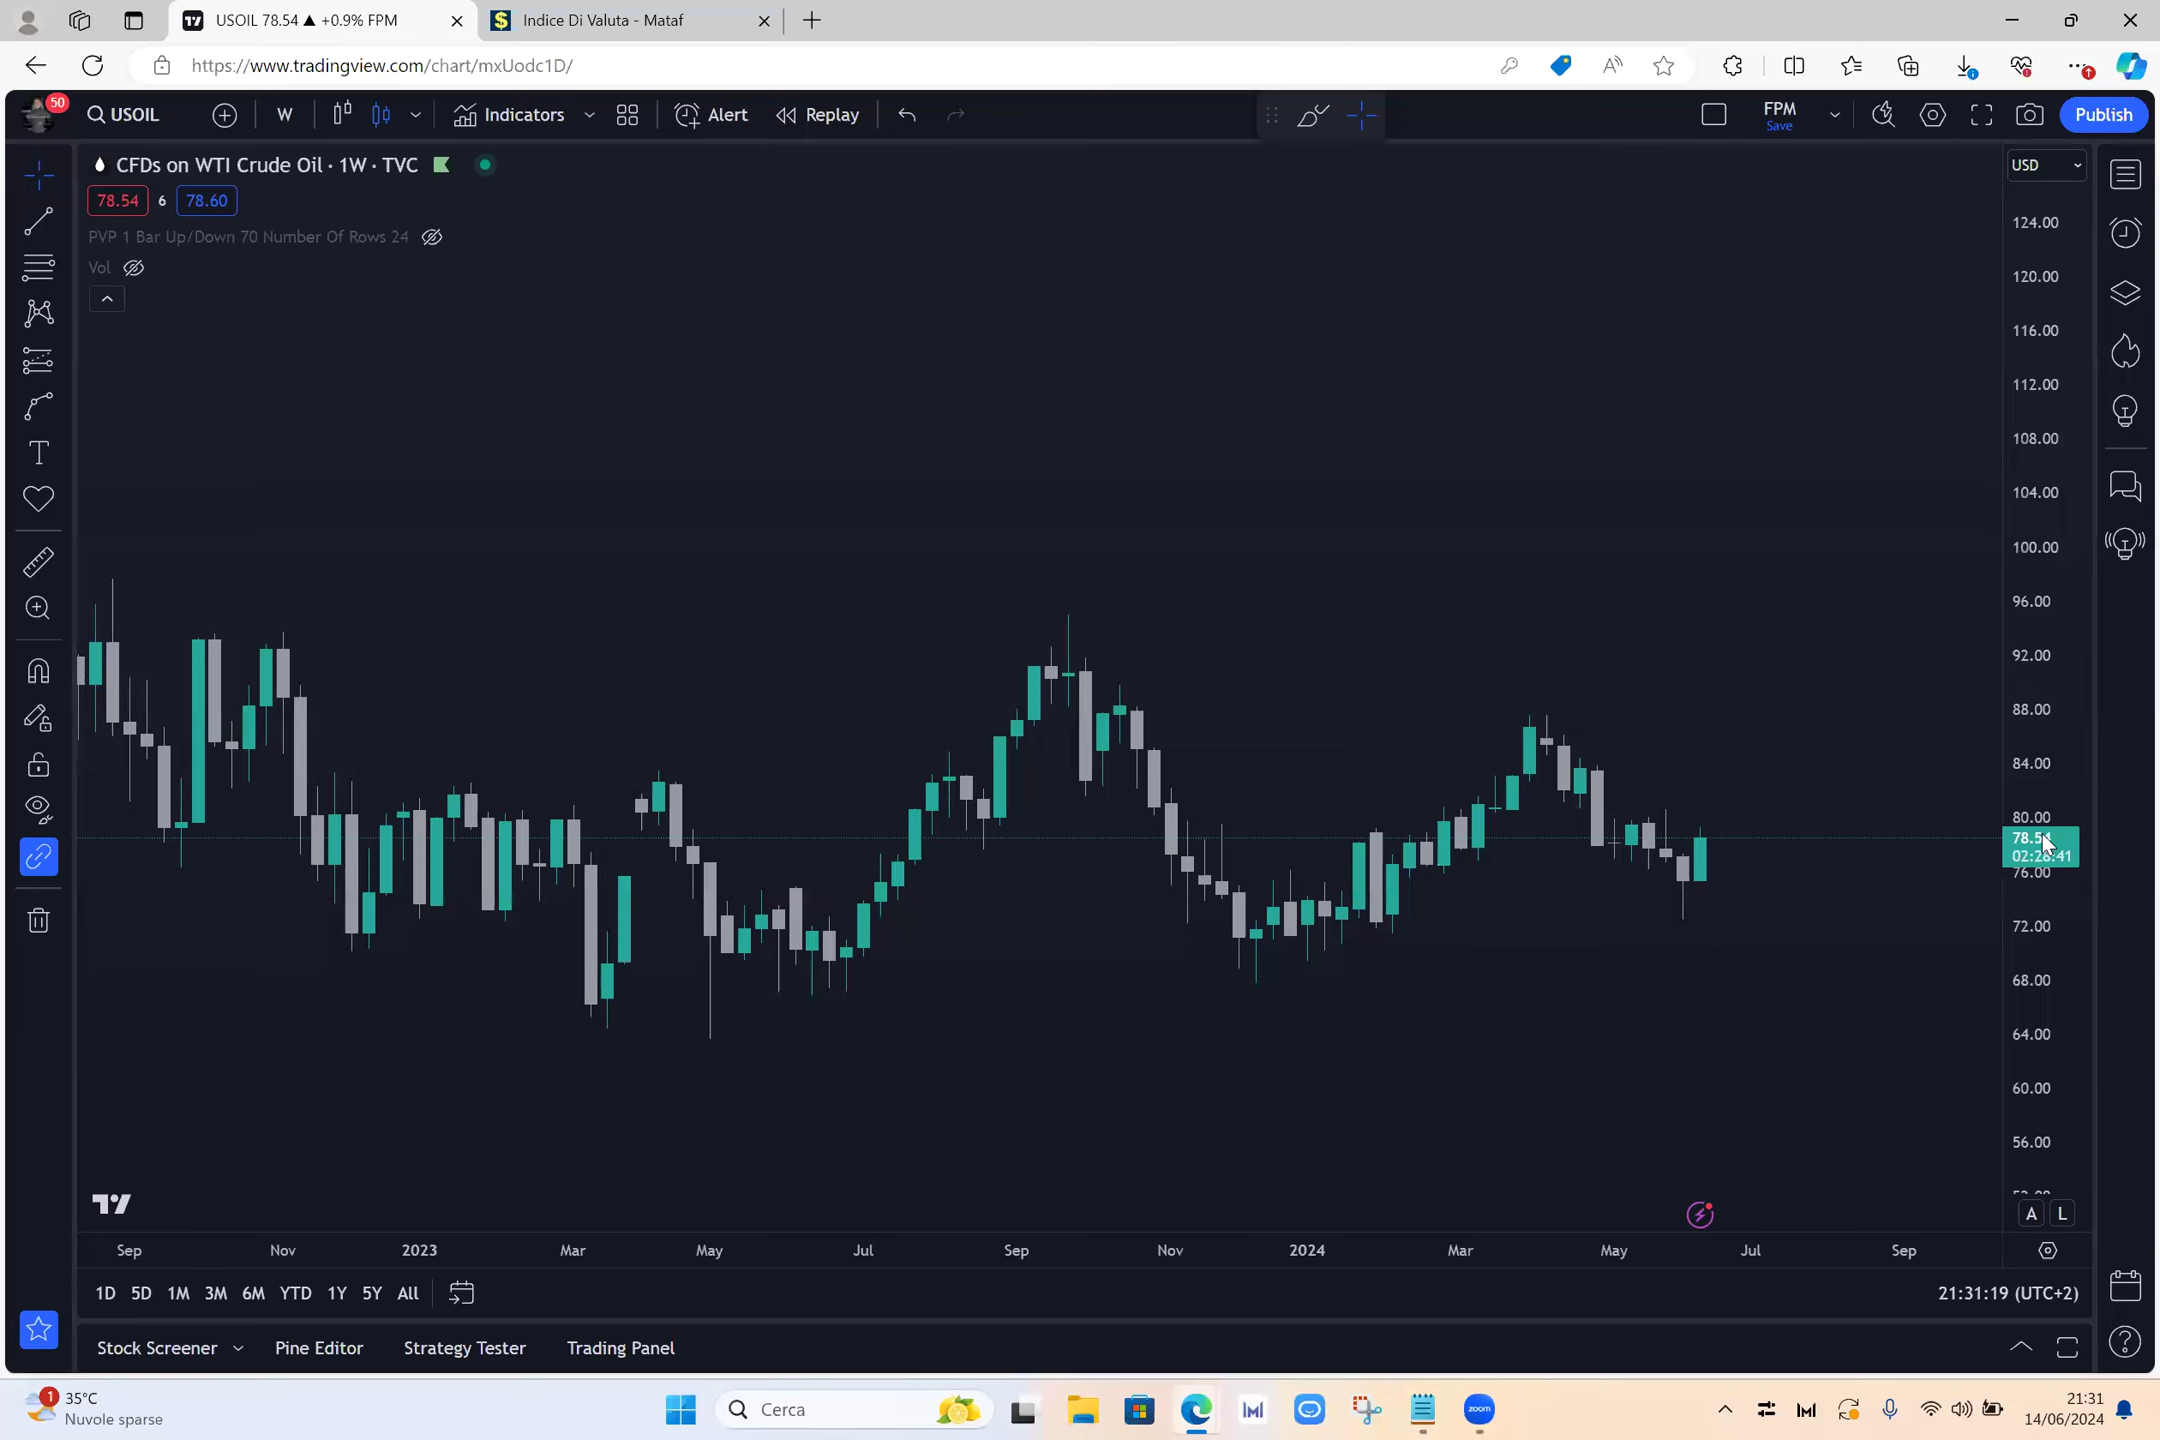 USOIL 78.54 ▲ +0.9% FPM
Indice Di Valuta - Mataf
https://www.tradingview.com/chart/mxUodc1D/
50
USOIL
W
Indicators
Alert
Replay
FPM
Save
Publish
CFDs on WTI Crude Oil · 1W · TVC
USD
78.54 6 78.60
PVP 1 Bar Up/Down 70 Number Of Rows 24
Vol
124.00
120.00
116.00
112.00
108.00
104.00
100.00
96.00
92.00
88.00
84.00
80.00
76.00
72.00
68.00
64.00
60.00
56.00
A L
Sep Nov 2023 Mar May Jul Sep Nov 2024 Mar May Jul Sep
1D 5D 1M 3M 6M YTD 1Y 5Y All
21:31:19 (UTC+2)
Stock Screener Pine Editor Strategy Tester Trading Panel
1
35°C
Nuvole sparse
Cerca
zoom
21:31
14/06/2024